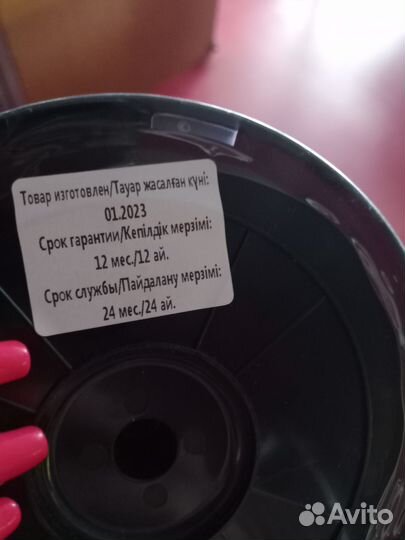 Товар изготовлен/Тауар жасалған күні:
01.2023
Срок гарантии/Кепілдік мерзімі:
12 мес./12 ай.
Срок службы/Пайдалану мерзімі:
24 мес./24 ай.
Avito